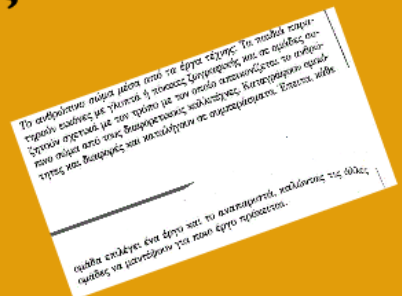 Το ανθρώπινο σώμα μέσα από τα έργα τέχνης: Τα παιδιά παρα-
τηρούν εικόνες με γλυπτά ή πίνακες ζωγραφικής και σε ομάδες συ-
ζητούν σχετικά με τον τρόπο με τον οποίο απεικονίζεται το ανθρώ-
πινο σώμα από τους διαφορετικούς καλλιτέχνες. Καταγράφουν ομοιό-
τητες και διαφορές και καταλήγουν σε συμπεράσματα. Έπειτα, κάθε
ομάδα επιλέγει ένα έργο και το αναπαριστά, καλώντας τις άλλες
ομάδες να μαντέψουν για ποιο έργο πρόκειται.